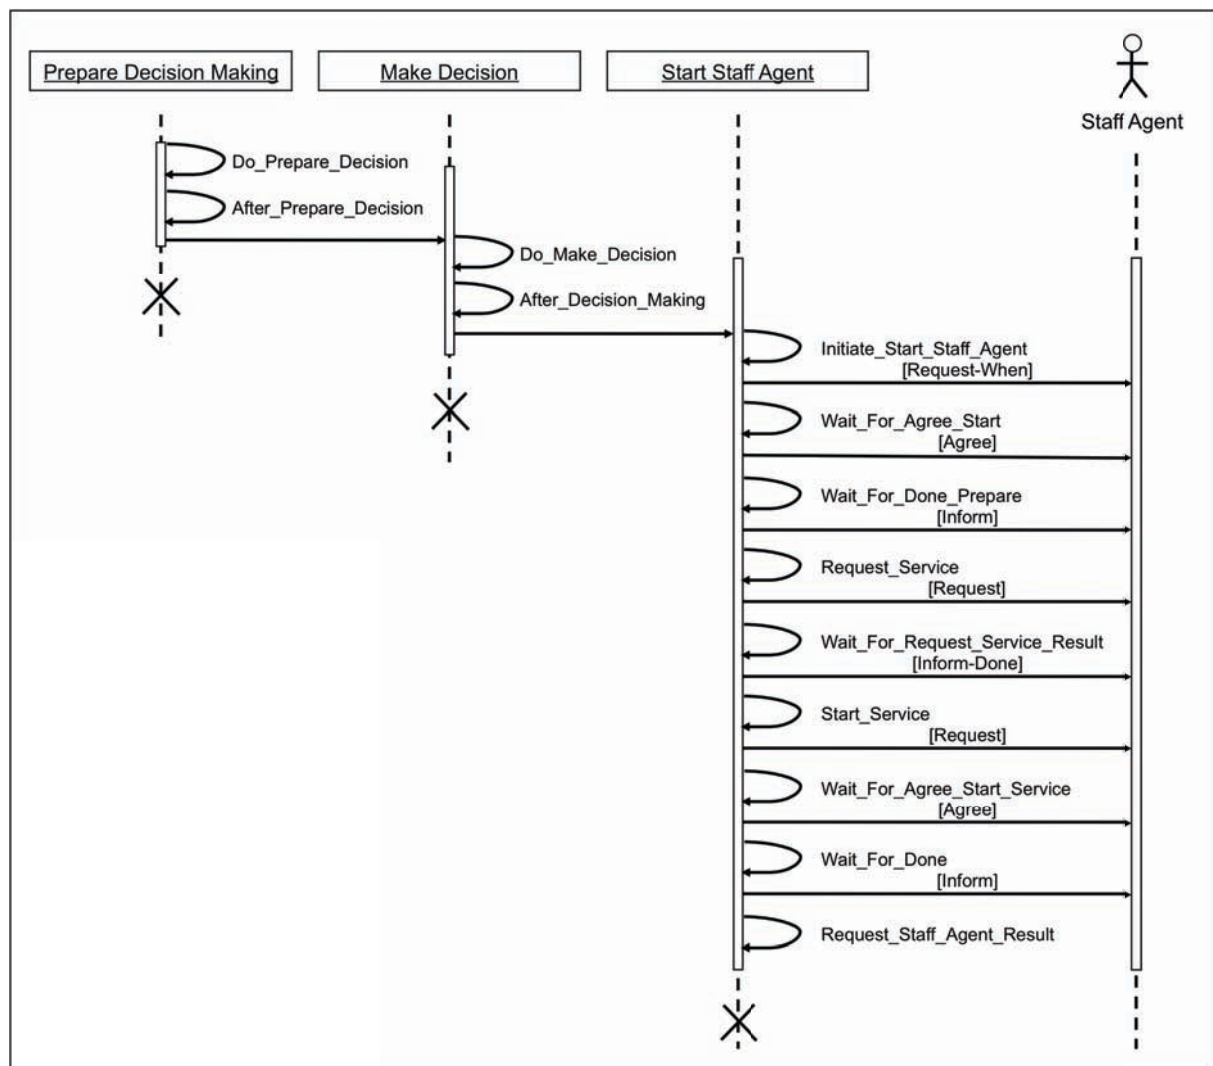 Prepare Decision Making
Make Decision
Start Staff Agent
Staff Agent
Do_Prepare_Decision
After_Prepare_Decision
Do_Make_Decision
After_Decision_Making
Initiate_Start_Staff_Agent
[Request-When]
Wait_For_Agree_Start
[Agree]
Wait_For_Done_Prepare
[Inform]
Request_Service
[Request]
Wait_For_Request_Service_Result
[Inform-Done]
Start_Service
[Request]
Wait_For_Agree_Start_Service
[Agree]
Wait_For_Done
[Inform]
Request_Staff_Agent_Result